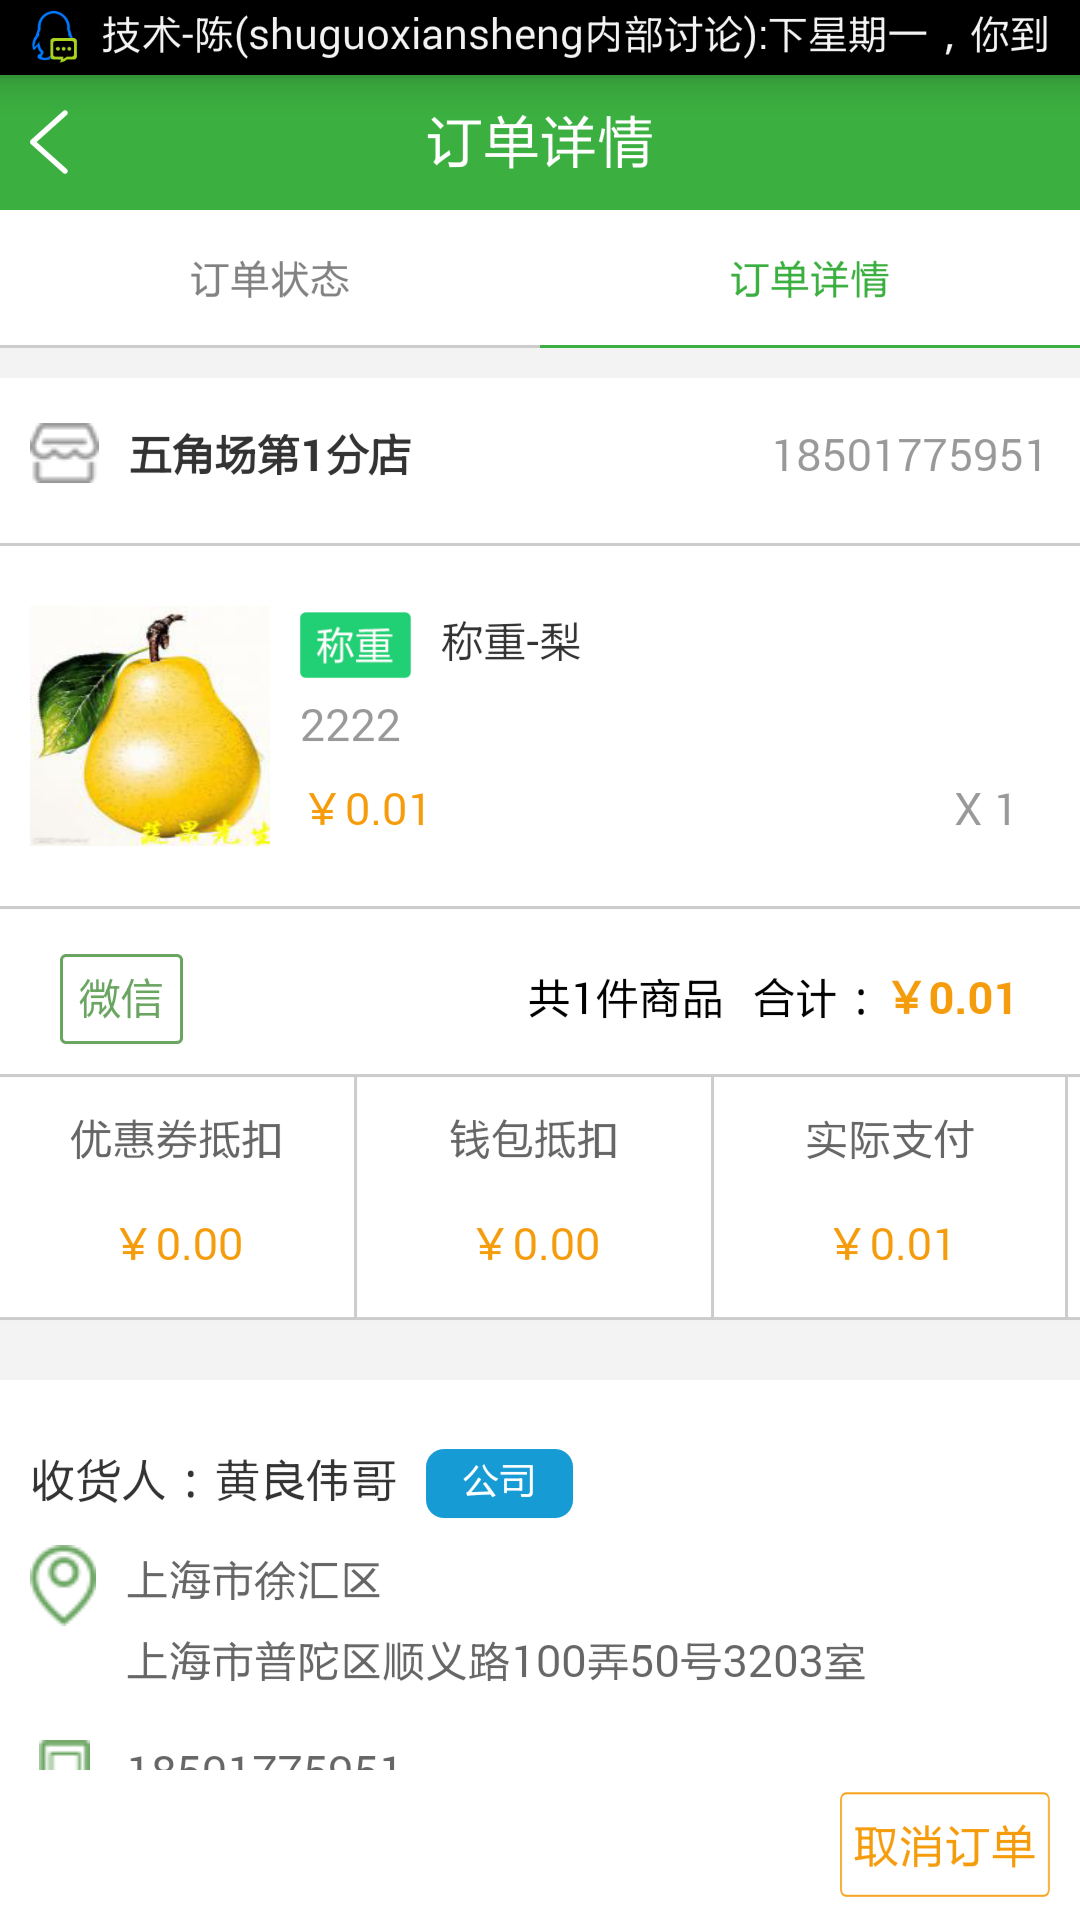 技术-陈(shuguoxiansheng内部讨论):下星期一，你到
订单详情
订单状态 订单详情
五角场第1分店 18501775951
称重 称重-梨
2222
¥0.01 X 1
蔬果先生
微信 共1件商品 合计：¥0.01
优惠券抵扣 钱包抵扣 实际支付
¥0.00 ¥0.00 ¥0.01
收货人：黄良伟哥 公司
上海市徐汇区
上海市普陀区顺义路100弄50号3203室
18501775951
取消订单